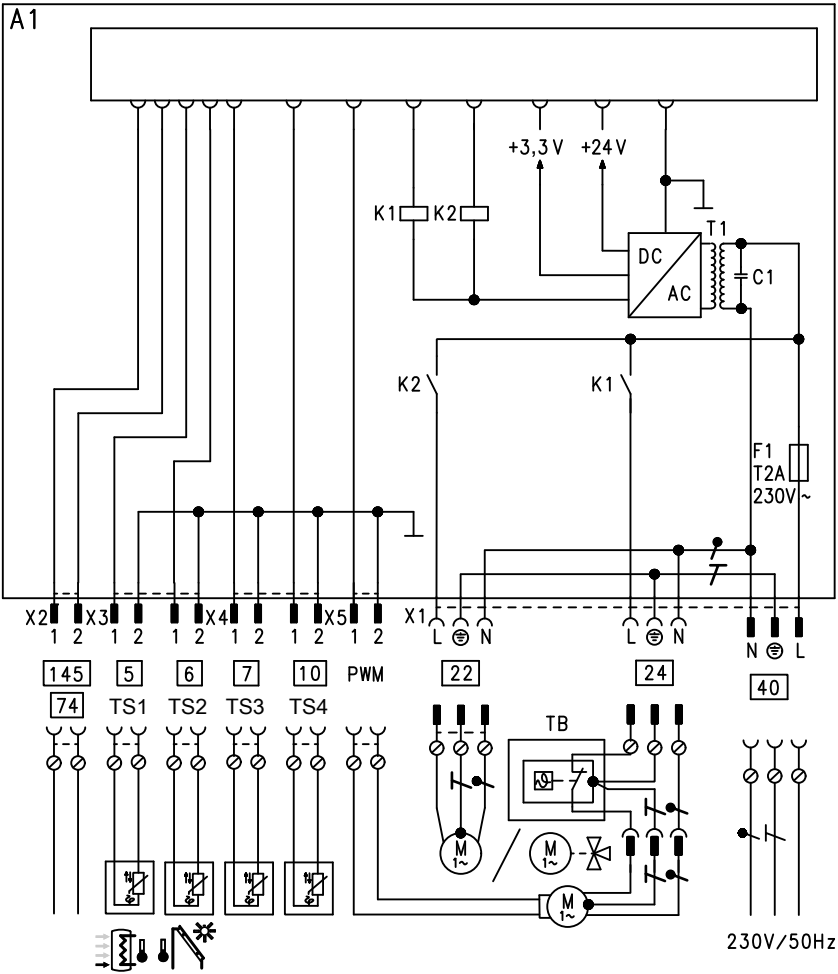 A1
+3,3V +24V
K1 K2
T1
DC
AC
C1
K2 K1
F1
T2A
230V~
X2 X3 X4 X5 X1
1 2 1 2 1 2 1 2 1 2 1 2 L N L N
N L
145 5 6 7 10 PWM 22 24
40
74 TS1 TS2 TS3 TS4
TB
M
1~
M
1~
M
1~
230V/50Hz